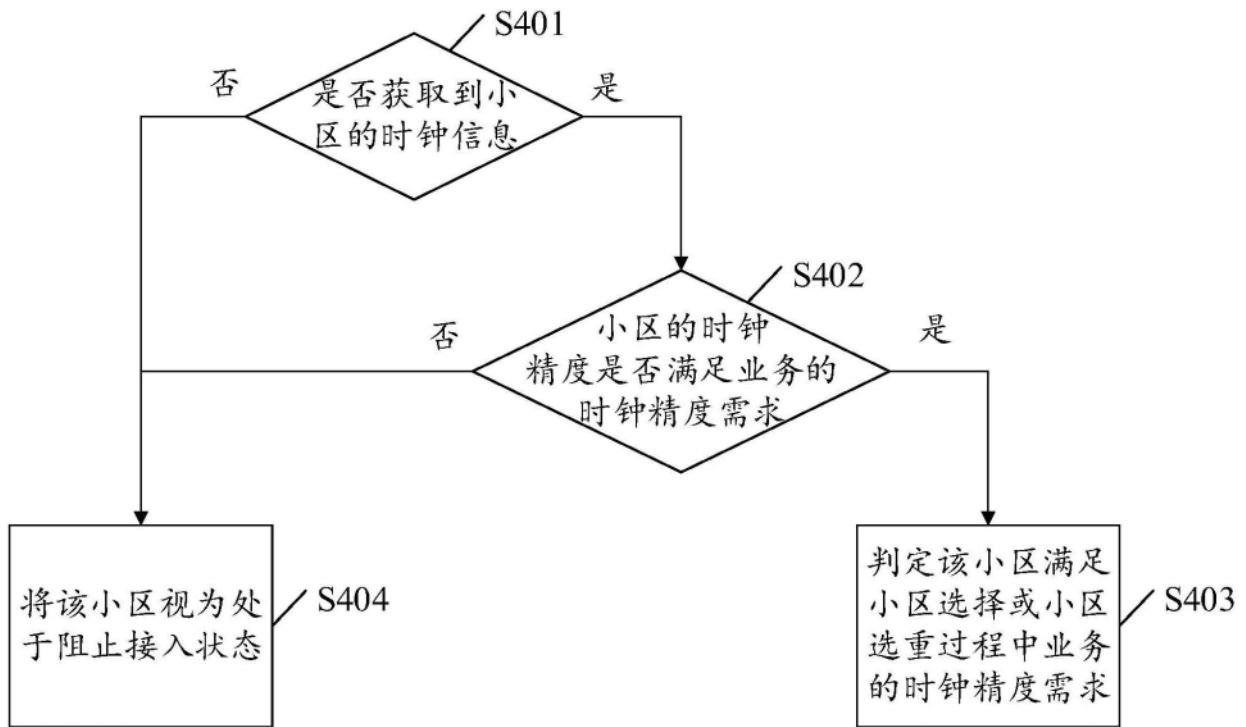 S401
否
是
是否获取到小
区的时钟信息
S402
否
是
小区的时钟
精度是否满足业务的
时钟精度需求
将该小区视为处
于阻止接入状态
S404
判定该小区满足
小区选择或小区
选重过程中业务
的时钟精度需求
S403